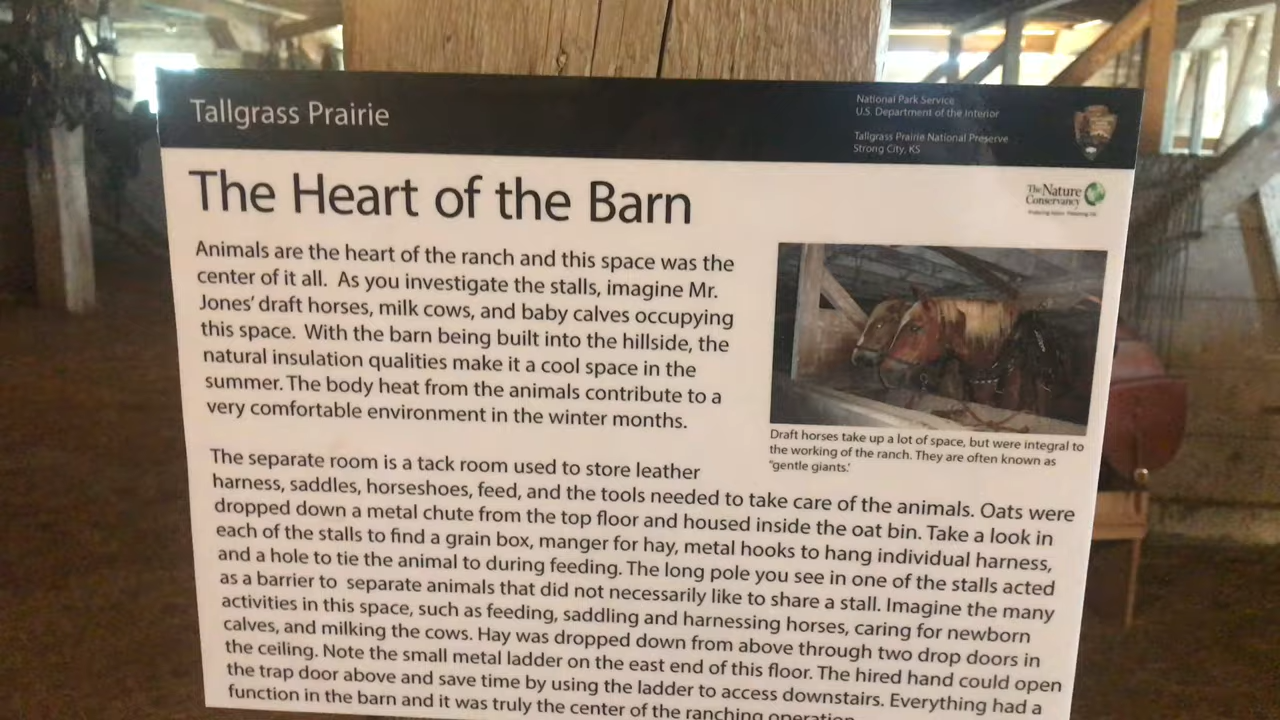 Tallgrass Prairie
National Park Service
U.S. Department of the Interior
Tallgrass Prairie National Preserve
Strong City, KS
The Heart of the Barn
The Nature
Conservancy
Animals are the heart of the ranch and this space was the
center of it all. As you investigate the stalls, imagine Mr.
Jones' draft horses, milk cows, and baby calves occupying
this space. With the barn being built into the hillside, the
natural insulation qualities make it a cool space in the
summer. The body heat from the animals contribute to a
very comfortable environment in the winter months.
Draft horses take up a lot of space, but were integral to
the working of the ranch. They are often known as
"gentle giants."
The separate room is a tack room used to store leather
harness, saddles, horseshoes, feed, and the tools needed to take care of the animals. Oats were
dropped down a metal chute from the top floor and housed inside the oat bin. Take a look in
each of the stalls to find a grain box, manger for hay, metal hooks to hang individual harness,
and a hole to tie the animal to during feeding. The long pole you see in one of the stalls acted
as a barrier to separate animals that did not necessarily like to share a stall. Imagine the many
activities in this space, such as feeding, saddling and harnessing horses, caring for newborn
calves, and milking the cows. Hay was dropped down from above through two drop doors in
the ceiling. Note the small metal ladder on the east end of this floor. The hired hand could open
the trap door above and save time by using the ladder to access downstairs. Everything had a
function in the barn and it was truly the center of the ranching operation